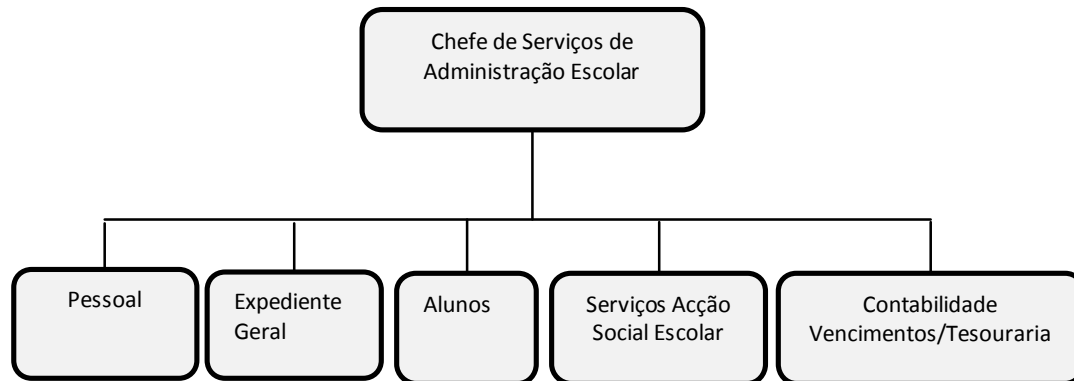 Chefe de Serviços de
Administração Escolar
Pessoal
Expediente
Geral
Alunos
Serviços Acção
Social Escolar
Contabilidade
Vencimentos/Tesouraria